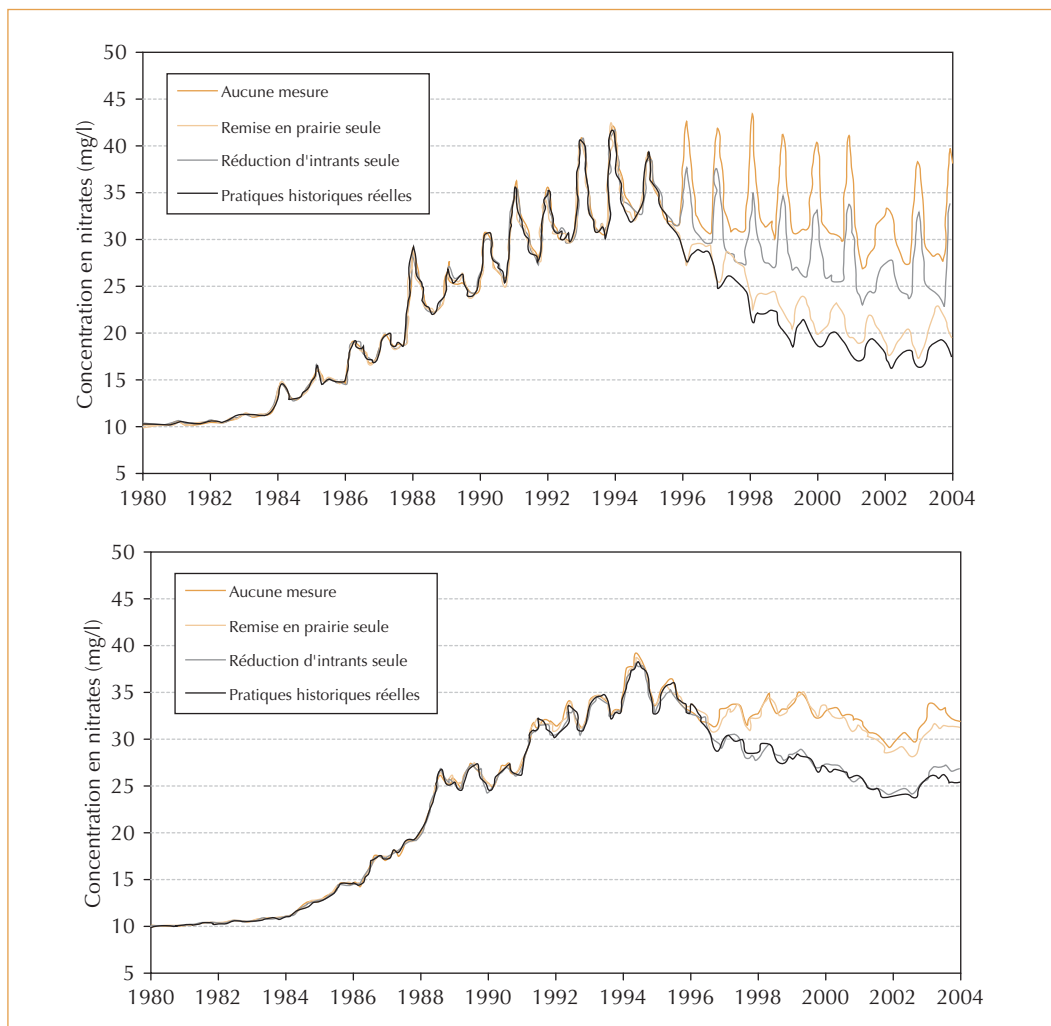 Concentration en nitrates (mg/l)
50
45
40
35
30
25
20
15
10
5
Aucune mesure
Remise en prairie seule
Réduction d'intrants seule
Pratiques historiques réelles
1980 1982 1984 1986 1988 1990 1992 1994 1996 1998 2000 2002 2004
Concentration en nitrates (mg/l)
50
45
40
35
30
25
20
15
10
5
Aucune mesure
Remise en prairie seule
Réduction d'intrants seule
Pratiques historiques réelles
1980 1982 1984 1986 1988 1990 1992 1994 1996 1998 2000 2002 2004